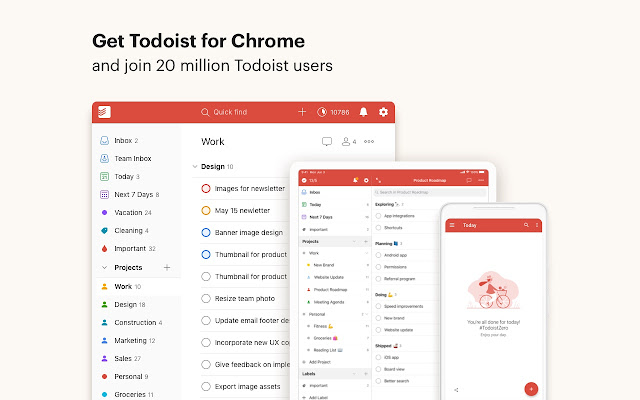 Get Todoist for Chrome
and join 20 million Todoist users
Quick find
10786
Inbox 2
Team Inbox
Today 3
Next 7 Days 8
Vacation 24
Cleaning 4
Important 32
Projects
Work 10
Design 18
Construction 4
Marketing 12
Sales 27
Personal 9
Groceries 11
Work
4
Design 10
Images for newsletter
May 15 newletter
Banner image design
Thumbnail for product
Thumbnail for product
Resize team photo
Update email footer de
Incorporate new UX co
Give feedback on imple
Export image assets
Inbox
Today
Next 7 Days
important
Projects
Work
New Brand
Website Update
Product Roadmap
Meeting Agenda
Personal
Fitness
Groceries
Reading List
Add Project
Labels
important
Add Label
Product Roadmap
Search in Product Roadmap
Exploring
App integrations
Shortcuts
Planning
Android app
Permissions
Referral program
Doing
Speed improvements
New brand
Website update
Shipped
iOS app
Board view
Better search
Today
You're all done for today!
#TodoistZero
Enjoy your day